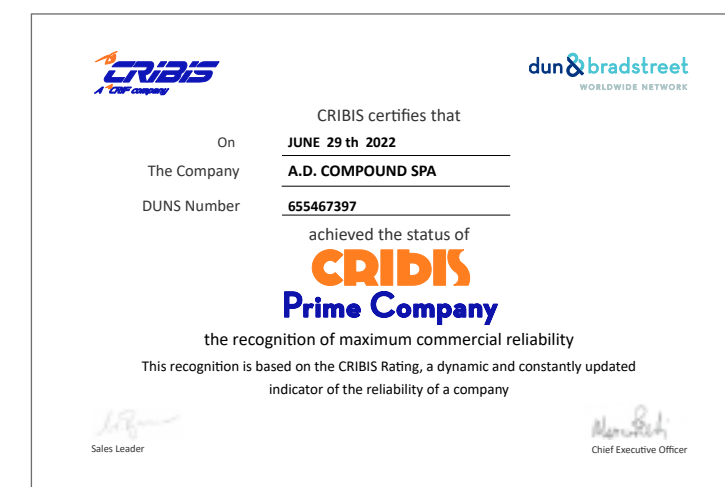 CRIBIS
A CRIF company
dun & bradstreet
WORLDWIDE NETWORK
CRIBIS certifies that
On JUNE 29 th 2022
The Company A.D. COMPOUND SPA
DUNS Number 655467397
achieved the status of
CRIBIS
Prime Company
the recognition of maximum commercial reliability
This recognition is based on the CRIBIS Rating, a dynamic and constantly updated
indicator of the reliability of a company
Sales Leader
Chief Executive Officer